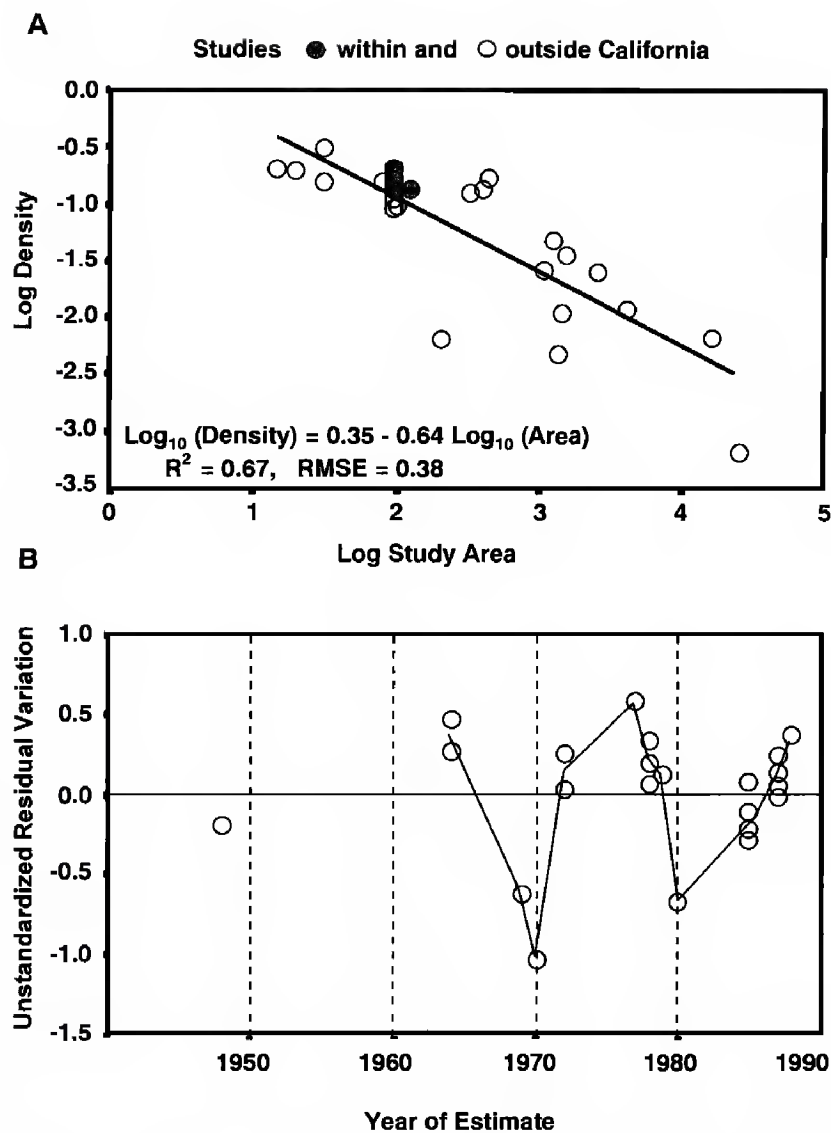 A
Studies ● within and ○ outside California
0.0
-0.5
-1.0
-1.5
-2.0
-2.5
-3.0
-3.5
Log Density
Log₁₀ (Density) = 0.35 - 0.64 Log₁₀ (Area)
R² = 0.67, RMSE = 0.38
0 1 2 3 4 5
Log Study Area
B
1.0
0.5
0.0
-0.5
-1.0
-1.5
Unstandardized Residual Variation
1950 1960 1970 1980 1990
Year of Estimate